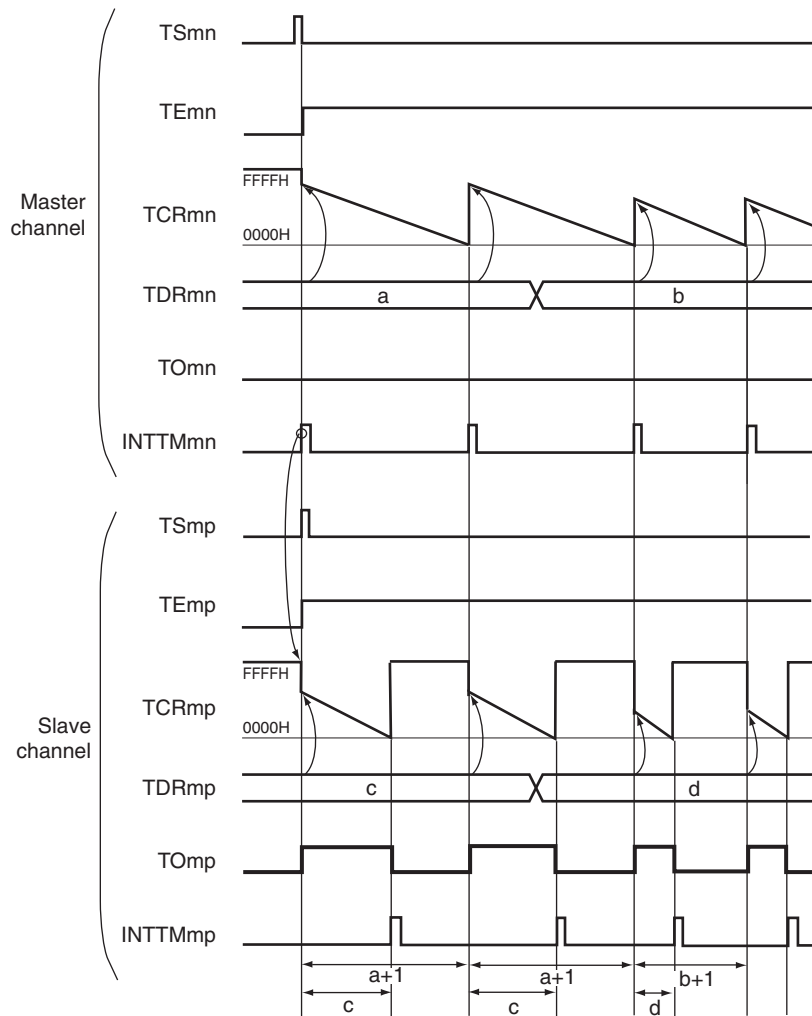 TSmn
TEmn
FFFFH
Master
channel
TCRmn
0000H
TDRmn
a
b
TOmn
INTTMmn
TSmp
TEmp
FFFFH
TCRmp
Slave
channel
0000H
TDRmp
c
d
TOmp
INTTMmp
a+1
a+1
b+1
c
c
d